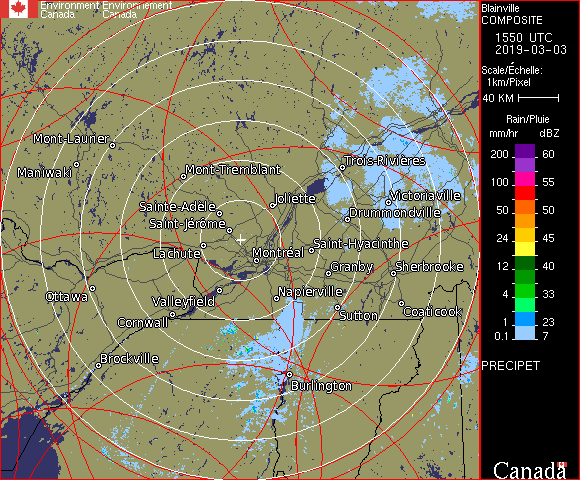 Environment Environnement
Canada Canada
Blainville
COMPOSITE
1550 UTC
2019-03-03
Scale/Échelle:
1km/Pixel
40 KM
Rain/Pluie
mm/hr dBZ
200 60
100 55
50 50
24 45
12 40
4 33
1 23
0.1 7
PRECIPET
Mont-Laurier
Maniwaki
Mont-Tremblant
Trois-Rivières
Sainte-Adèle
Joliette
Victoriaville
Drummondville
Saint-Jérôme
Lachute
Montréal
Saint-Hyacinthe
Granby
Sherbrooke
Ottawa
Valleyfield
Napierville
Cornwall
Sutton
Coaticook
Brockville
Burlington
Canada